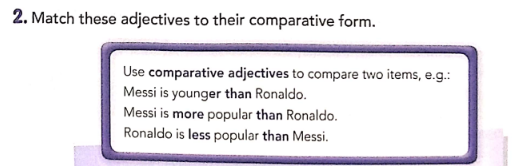 2. Match these adjectives to their comparative form.
Use comparative adjectives to compare two items, e.g.:
Messi is younger than Ronaldo.
Messi is more popular than Ronaldo.
Ronaldo is less popular than Messi.